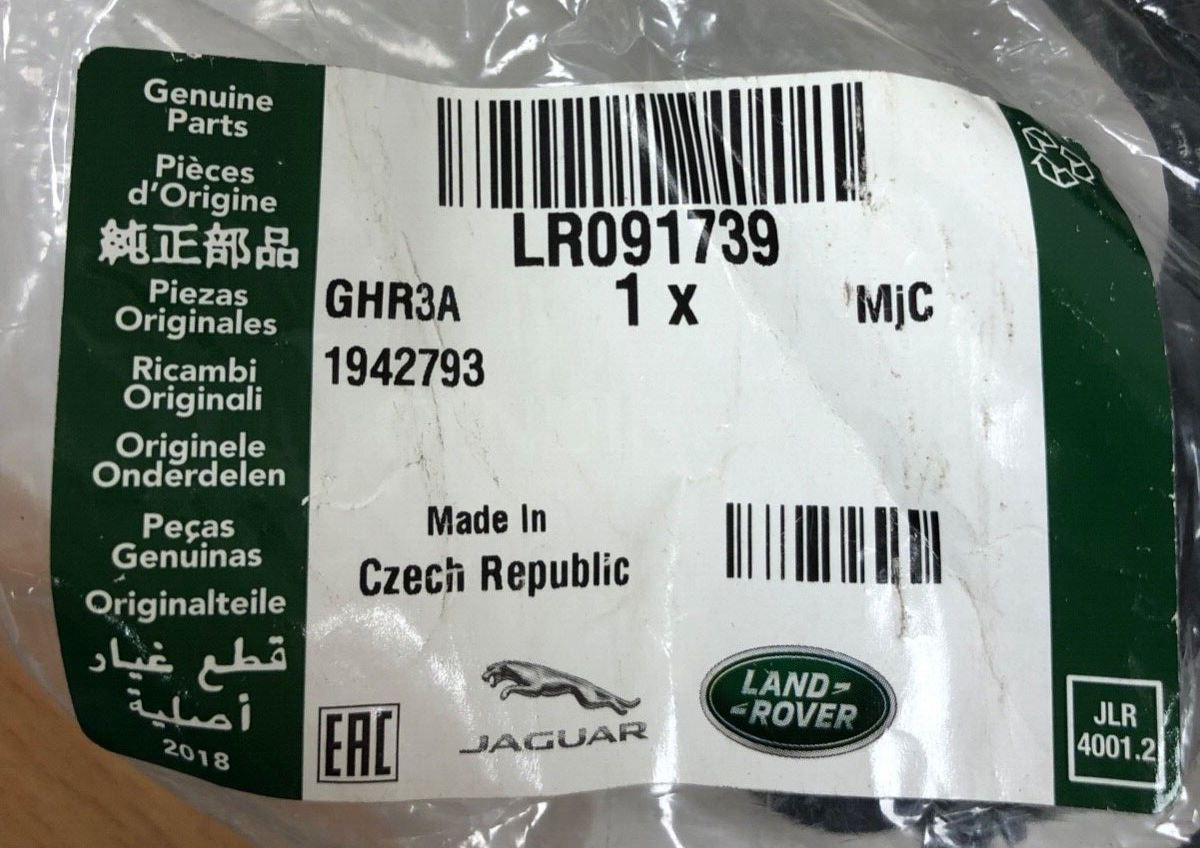 Genuine
Parts
Pièces
d'Origine
純正部品
Piezas
Originales
Ricambi
Originali
Originele
Onderdelen
Peças
Genuinas
Originalteile
قطع غيار
أصلية
2018
LR091739
GHR3A 1 x MjC
1942793
Made In
Czech Republic
EAC
JAGUAR
LAND-
-ROVER
JLR
4001.2